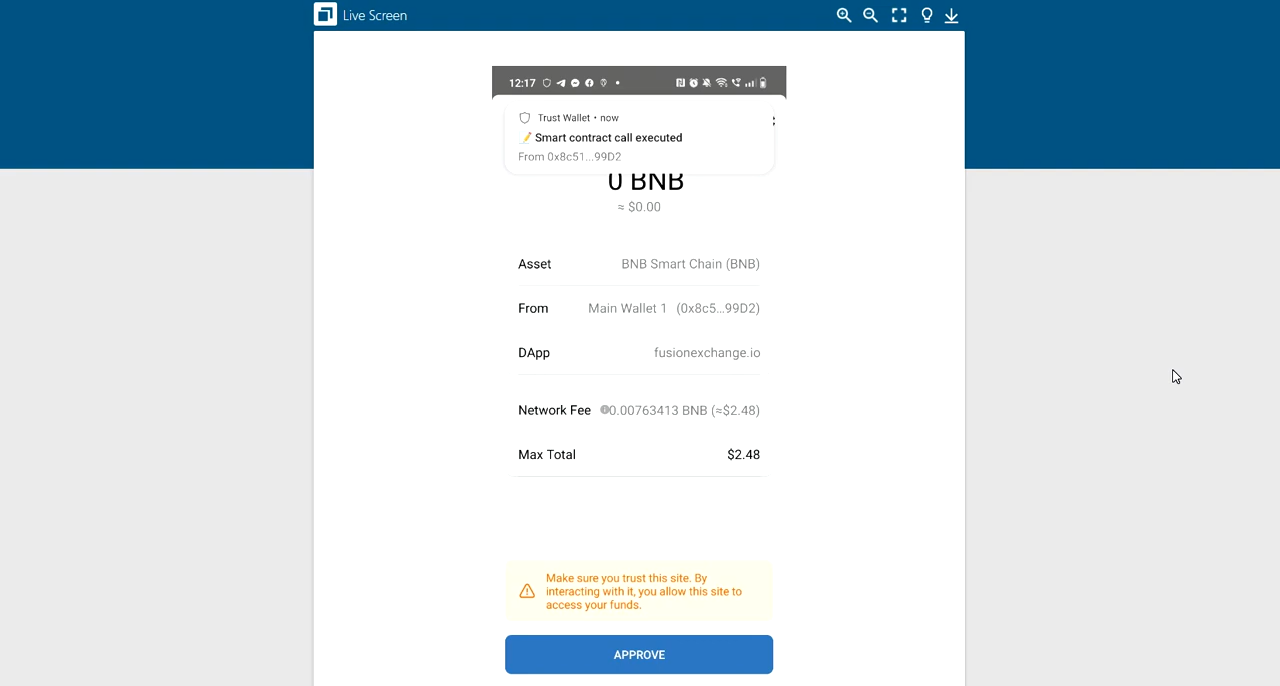 Live Screen
12:17
Trust Wallet • now
📝 Smart contract call executed
From 0x8c51...99D2
0 BNB
≈ $0.00
Asset BNB Smart Chain (BNB)
From Main Wallet 1 (0x8c5...99D2)
DApp fusionexchange.io
Network Fee 0.00763413 BNB (≈$2.48)
Max Total $2.48
Make sure you trust this site. By
interacting with it, you allow this site to
access your funds.
APPROVE